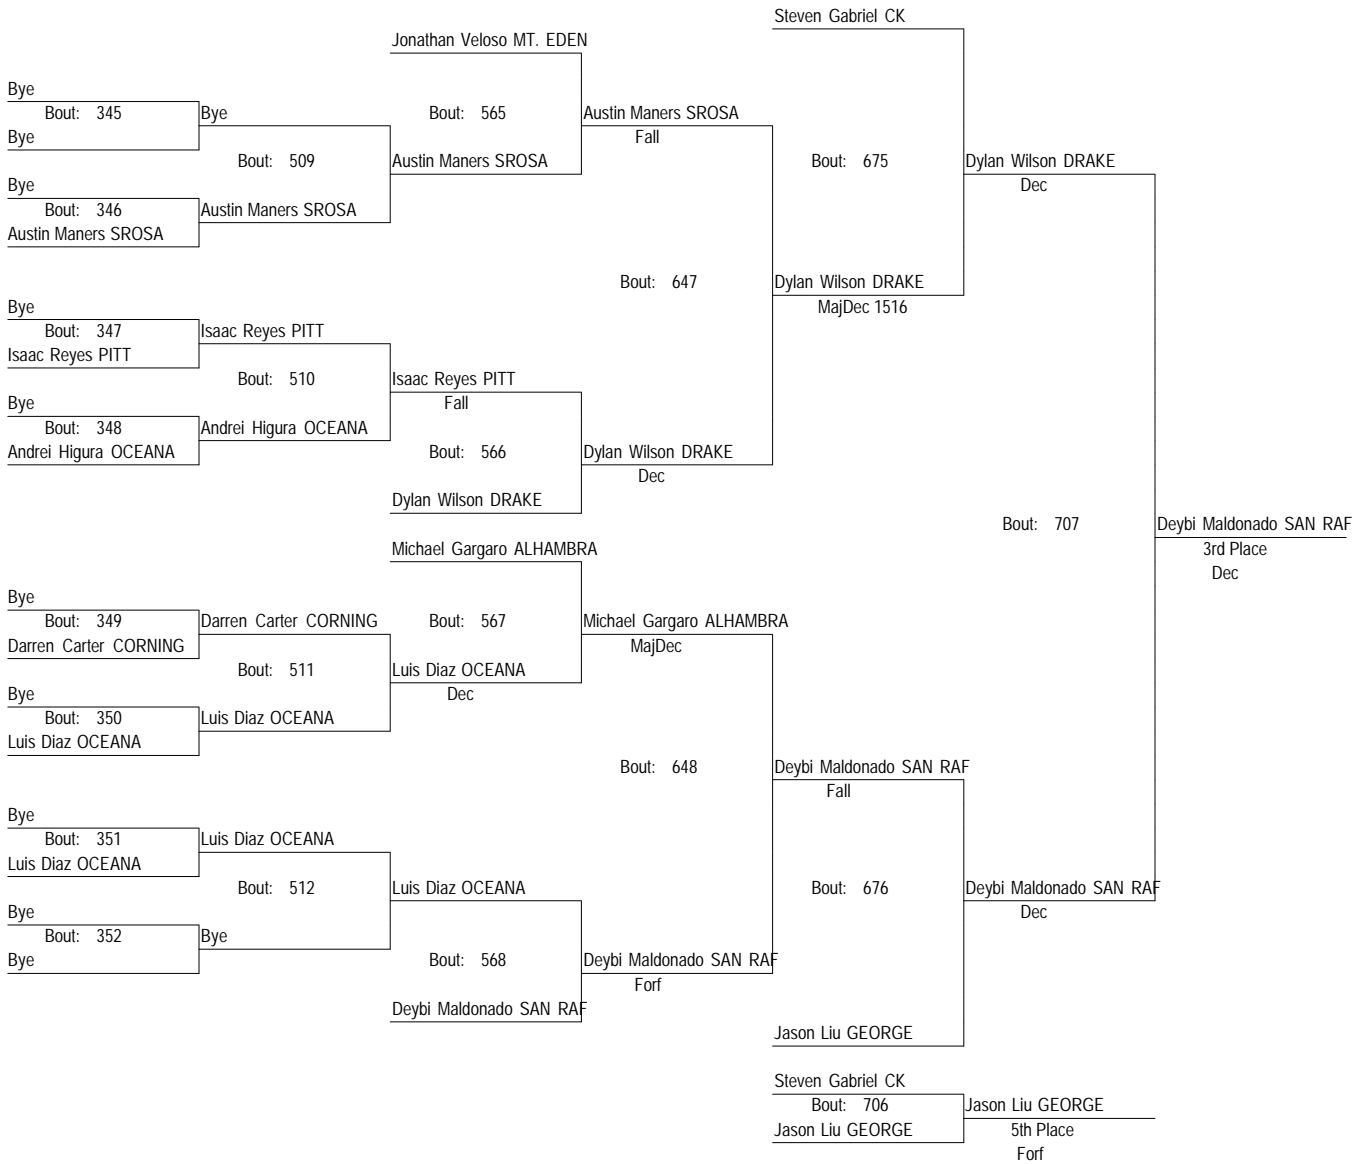 Steven Gabriel CK
Jonathan Veloso MT. EDEN
Bye
Bout: 345
Bye
Bout: 565
Austin Maners SROSA
Bye
Fall
Bout: 509
Austin Maners SROSA
Bout: 675
Dylan Wilson DRAKE
Bye
Dec
Bout: 346
Austin Maners SROSA
Austin Maners SROSA
Bout: 647
Dylan Wilson DRAKE
Bye
MajDec 1516
Bout: 347
Isaac Reyes PITT
Isaac Reyes PITT
Bout: 510
Isaac Reyes PITT
Bye
Fall
Bout: 348
Andrei Higura OCEANA
Andrei Higura OCEANA
Bout: 566
Dylan Wilson DRAKE
Dec
Dylan Wilson DRAKE
Bout: 707
Deybi Maldonado SAN RAF
Michael Gargaro ALHAMBRA
3rd Place
Dec
Bye
Bout: 349
Darren Carter CORNING
Bout: 567
Michael Gargaro ALHAMBRA
Darren Carter CORNING
MajDec
Bout: 511
Luis Diaz OCEANA
Bye
Dec
Bout: 350
Luis Diaz OCEANA
Luis Diaz OCEANA
Bout: 648
Deybi Maldonado SAN RAF
Fall
Bye
Bout: 351
Luis Diaz OCEANA
Luis Diaz OCEANA
Bout: 512
Luis Diaz OCEANA
Bout: 676
Deybi Maldonado SAN RAF
Bye
Dec
Bout: 352
Bye
Bye
Bout: 568
Deybi Maldonado SAN RAF
Forf
Deybi Maldonado SAN RAF
Jason Liu GEORGE
Steven Gabriel CK
Bout: 706
Jason Liu GEORGE
Jason Liu GEORGE
5th Place
Forf